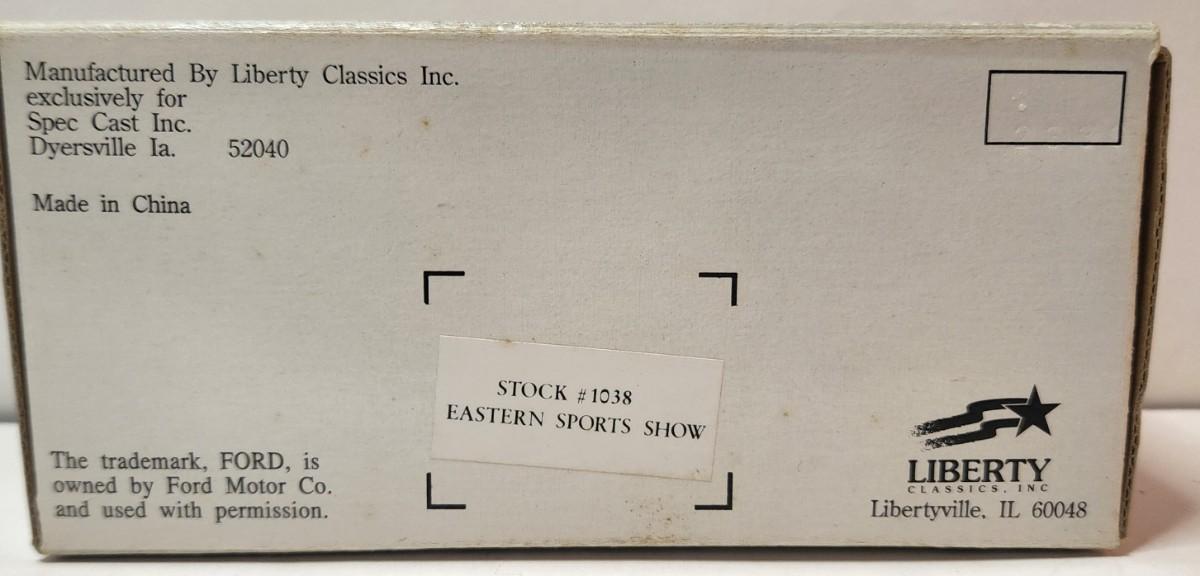 Manufactured By Liberty Classics Inc.
exclusively for
Spec Cast Inc.
Dyersville Ia. 52040
Made in China
STOCK #1038
EASTERN SPORTS SHOW
The trademark, FORD, is
owned by Ford Motor Co.
and used with permission.
LIBERTY
CLASSICS, INC
Libertyville, IL 60048